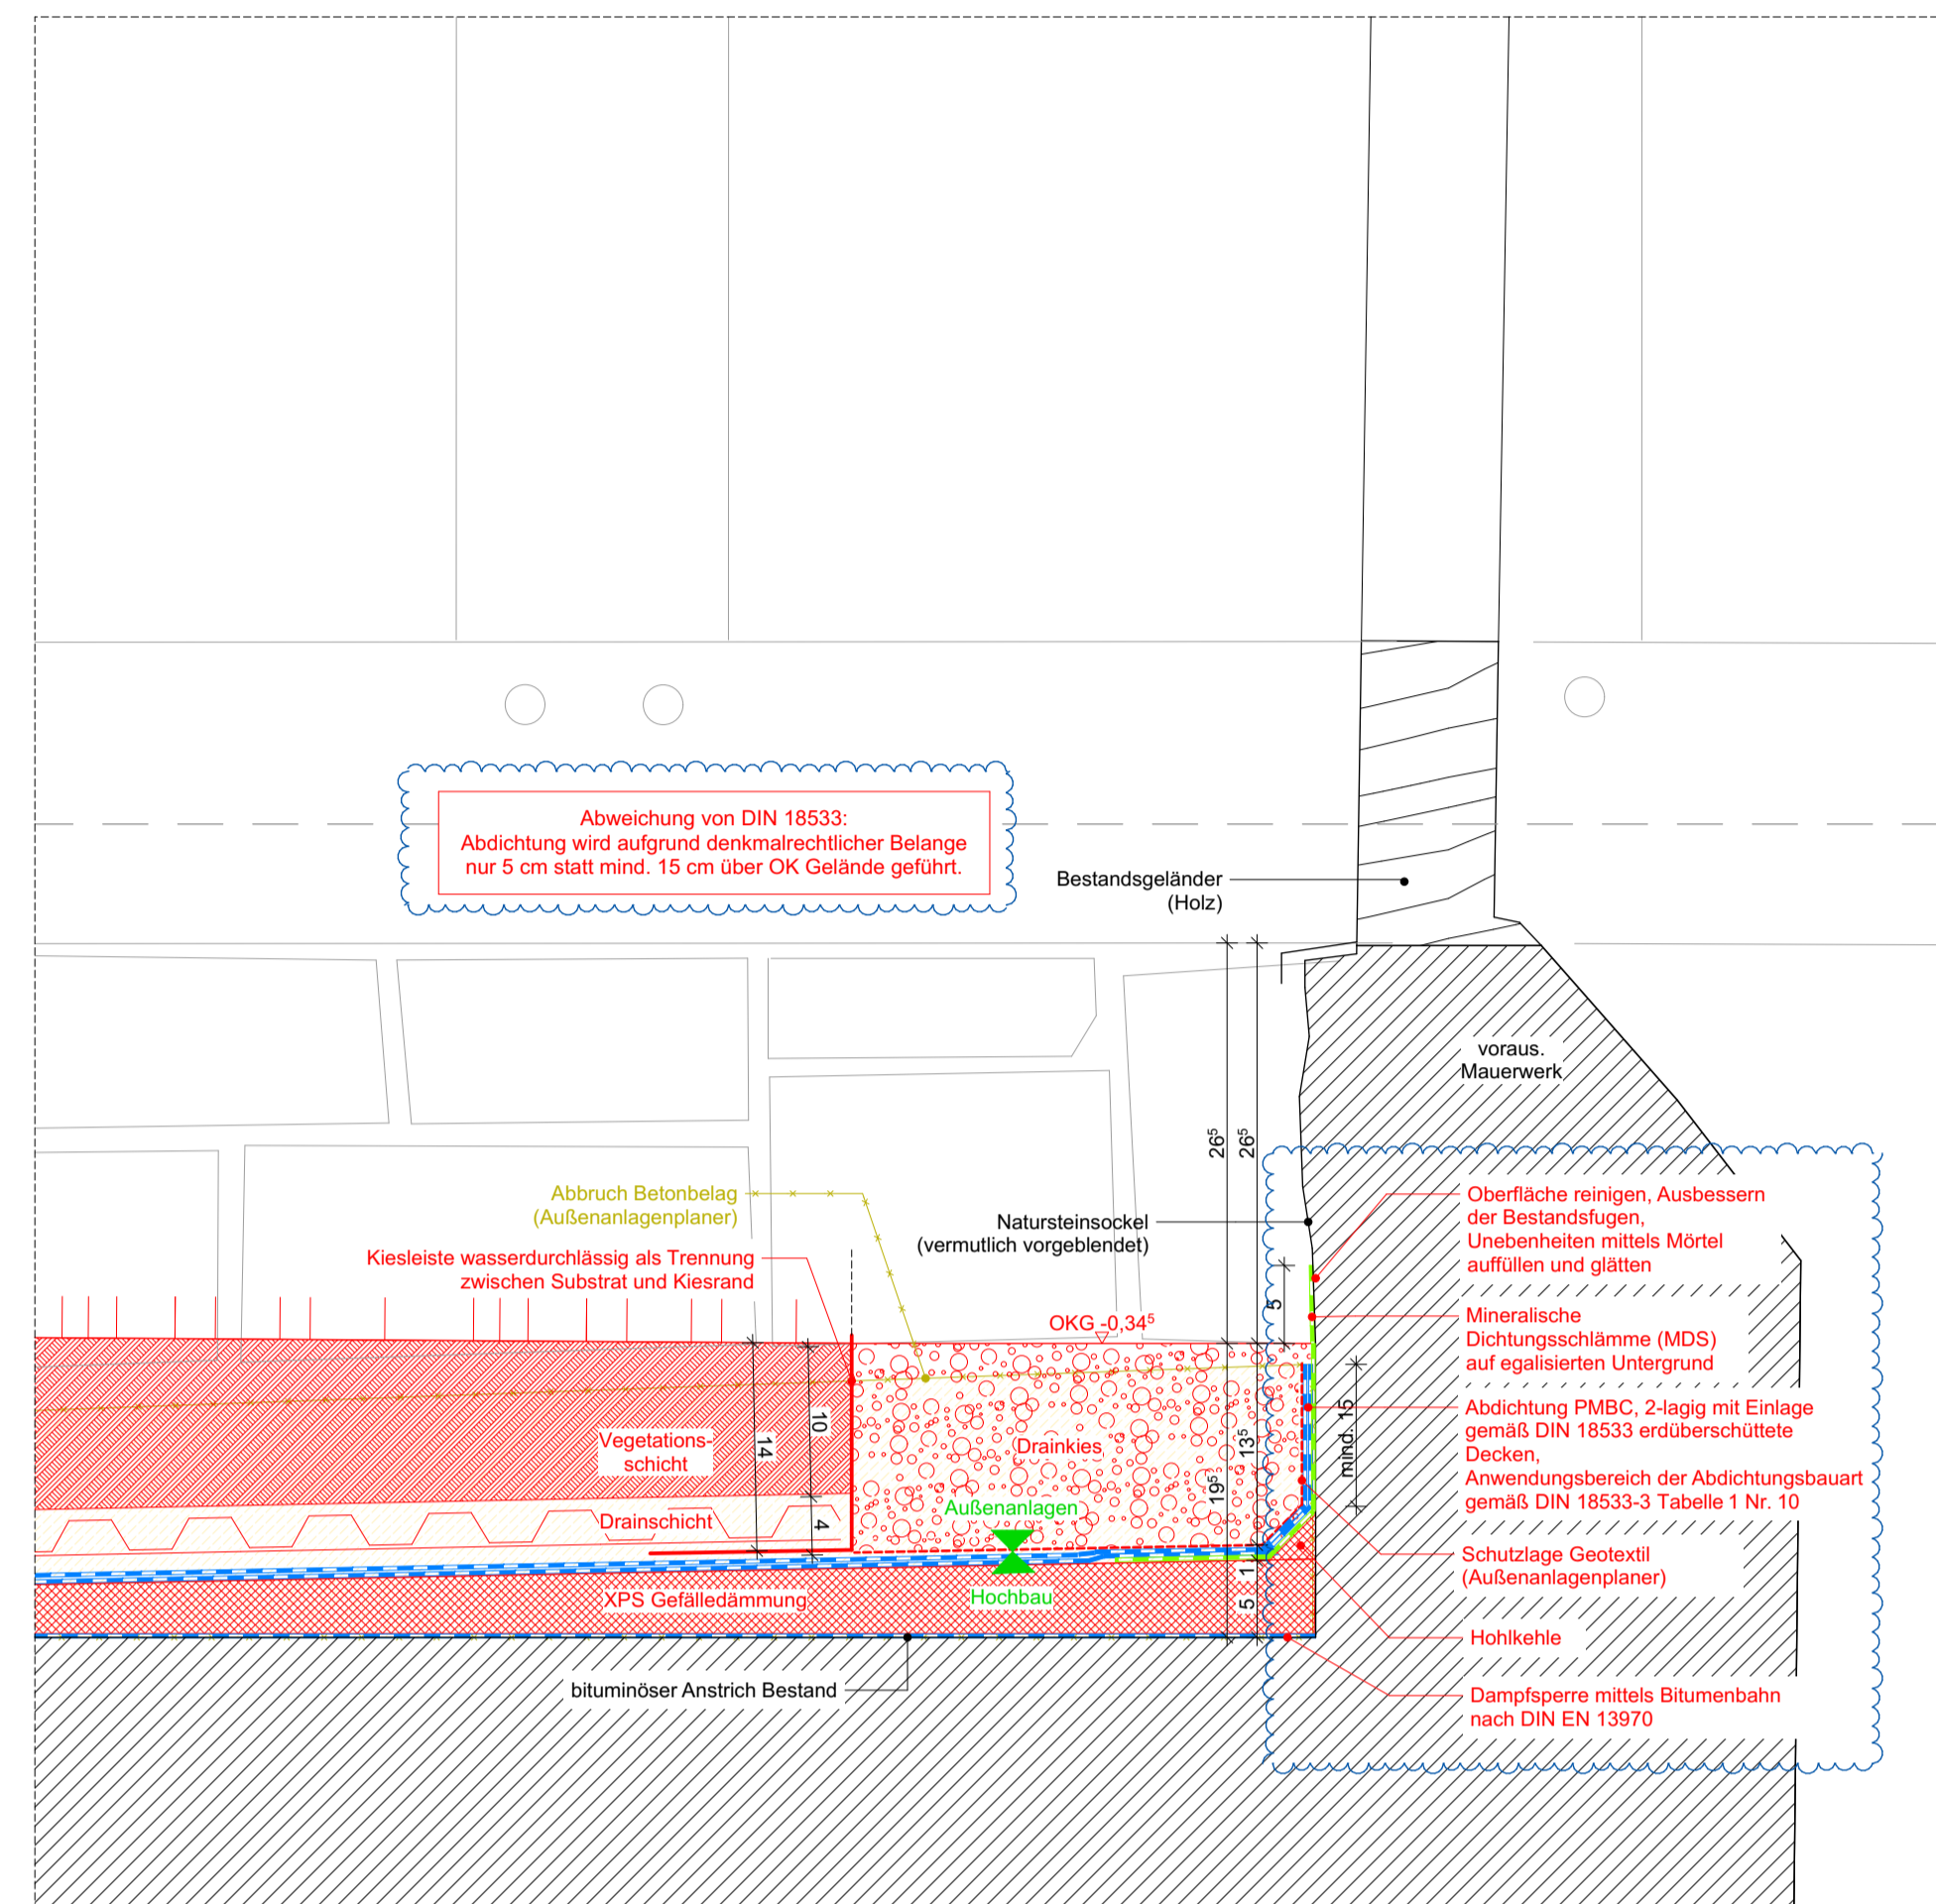 Abweichung von DIN 18533:
Abdichtung wird aufgrund denkmalrechtlicher Belange
nur 5 cm statt mind. 15 cm über OK Gelände geführt.
Bestandsgeländer
(Holz)
voraus.
Mauerwerk
26⁵
26⁵
Abbruch Betonbelag
(Außenanlagenplaner)
Natursteinsockel
(vermutlich vorgeblendet)
Kiesleiste wasserdurchlässig als Trennung
zwischen Substrat und Kiesrand
Oberfläche reinigen, Ausbessern
der Bestandsfugen,
Unebenheiten mittels Mörtel
auffüllen und glätten
5
OKG -0,34⁵
Mineralische
Dichtungsschlämme (MDS)
auf egalisierten Untergrund
Abdichtung PMBC, 2-lagig mit Einlage
gemäß DIN 18533 erdüberschüttete
Decken,
Anwendungsbereich der Abdichtungsbauart
gemäß DIN 18533-3 Tabelle 1 Nr. 10
Vegetations-
schicht
14
10
Drainkies
19⁵
13⁵
mind. 15
Außenanlagen
Drainschicht
4
Schutzlage Geotextil
(Außenanlagenplaner)
XPS Gefälledämmung
Hochbau
1
5
Hohlkehle
bituminöser Anstrich Bestand
Dampfsperre mittels Bitumenbahn
nach DIN EN 13970